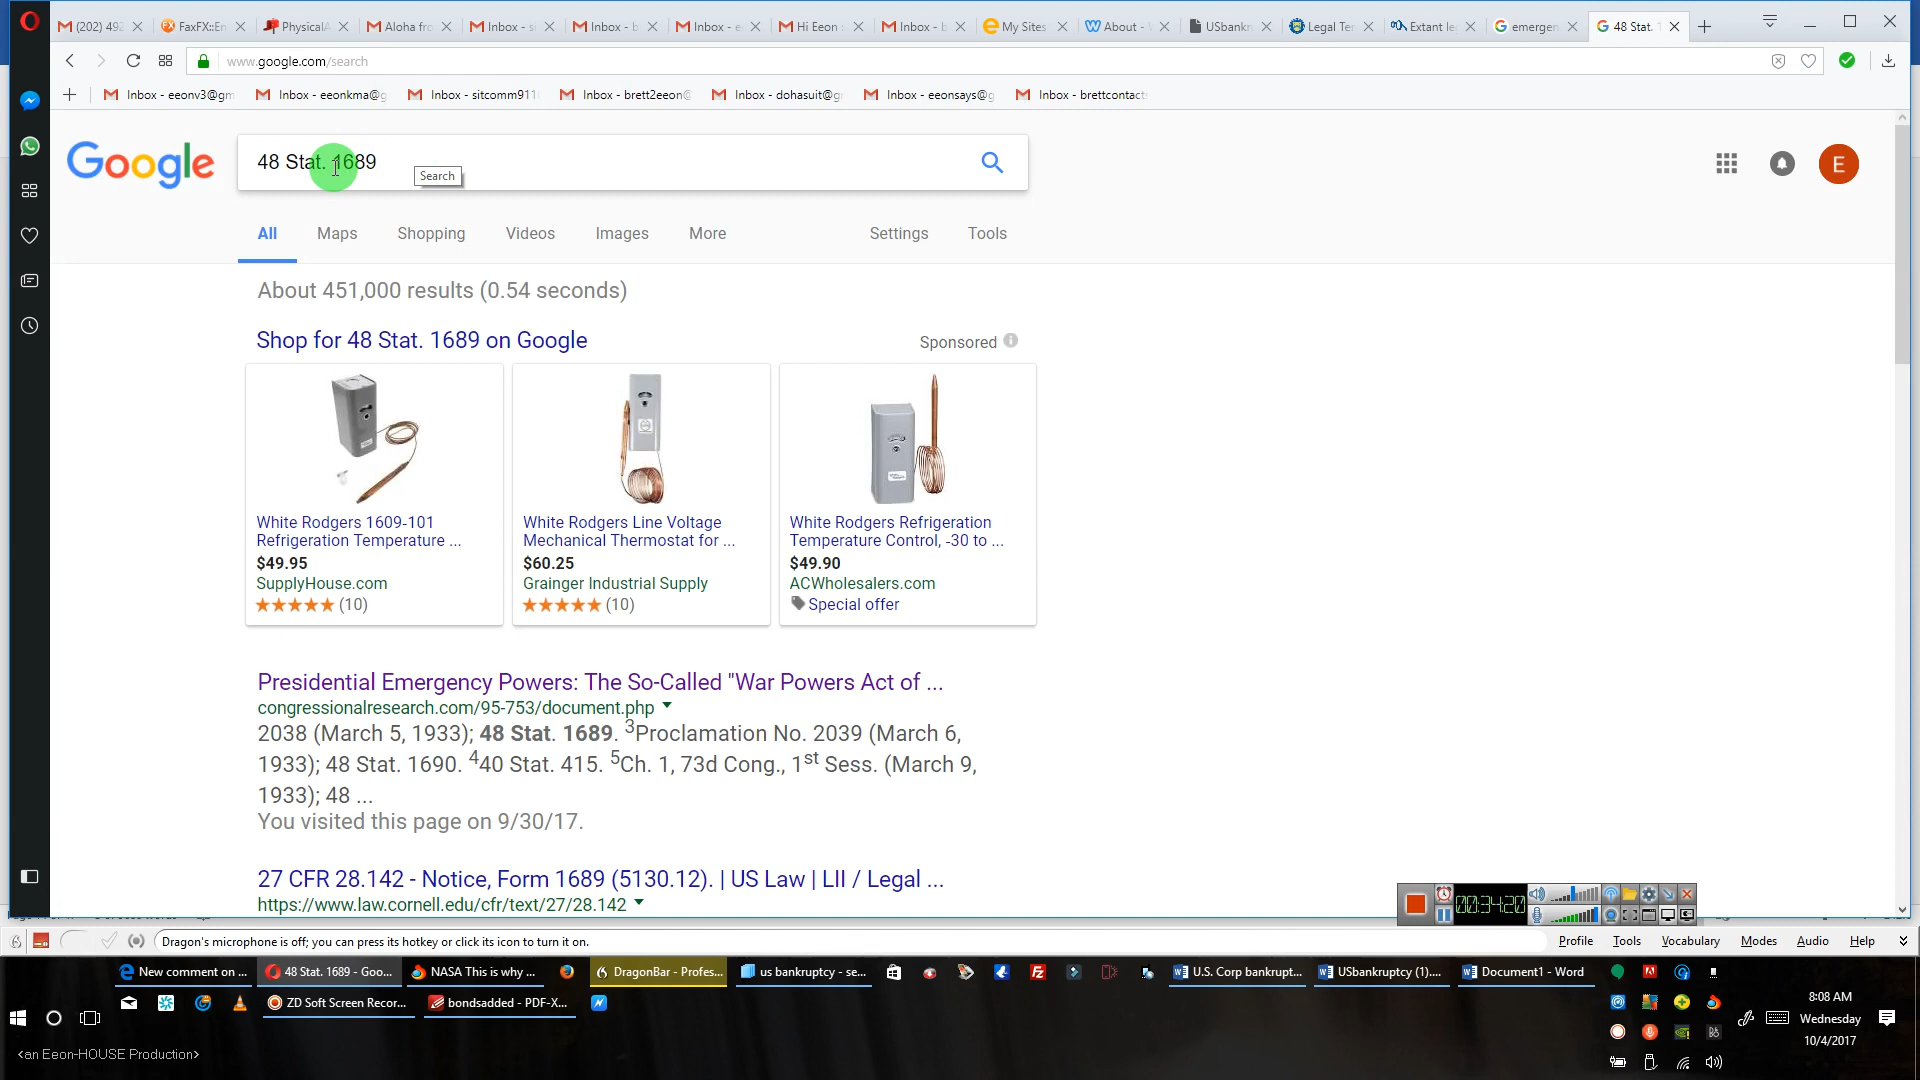 (202) 492
FaxFX::En
PhysicalA
Aloha fro
Inbox - si
Inbox - b
Inbox - e
Hi Eeon
Inbox - b
My Sites
About - 
USbankr
Legal Ter
Extant le
emergen
48 Stat. 1
www.google.com/search
Inbox - eeonv3@gm
Inbox - eeonkma@g
Inbox - sitcomm911
Inbox - brett2eeon@
Inbox - dohasuit@g
Inbox - eeonsays@g
Inbox - brettcontact
Google
48 Stat. 1689
Search
E
All Maps Shopping Videos Images More Settings Tools
About 451,000 results (0.54 seconds)
Shop for 48 Stat. 1689 on Google
Sponsored
White Rodgers 1609-101
Refrigeration Temperature ...
$49.95
SupplyHouse.com
(10)
White Rodgers Line Voltage
Mechanical Thermostat for ...
$60.25
Grainger Industrial Supply
(10)
White Rodgers Refrigeration
Temperature Control, -30 to ...
$49.90
ACWholesalers.com
Special offer
Presidential Emergency Powers: The So-Called "War Powers Act of ...
congressionalresearch.com/95-753/document.php
2038 (March 5, 1933); 48 Stat. 1689. 3Proclamation No. 2039 (March 6,
1933); 48 Stat. 1690. 440 Stat. 415. 5Ch. 1, 73d Cong., 1st Sess. (March 9,
1933); 48 ...
You visited this page on 9/30/17.
27 CFR 28.142 - Notice, Form 1689 (5130.12). | US Law | LII / Legal ...
https://www.law.cornell.edu/cfr/text/27/28.142
00:34:20
Dragon's microphone is off; you can press its hotkey or click its icon to turn it on.
Profile Tools Vocabulary Modes Audio Help
New comment on ...
48 Stat. 1689 - Goo...
NASA This is why ...
DragonBar - Profes...
us bankruptcy - se...
U.S. Corp bankrupt...
USbankruptcy (1)....
Document1 - Word
ZD Soft Screen Recor...
bondsadded - PDF-X...
8:08 AM
Wednesday
10/4/2017
<an Eeon-HOUSE Production>